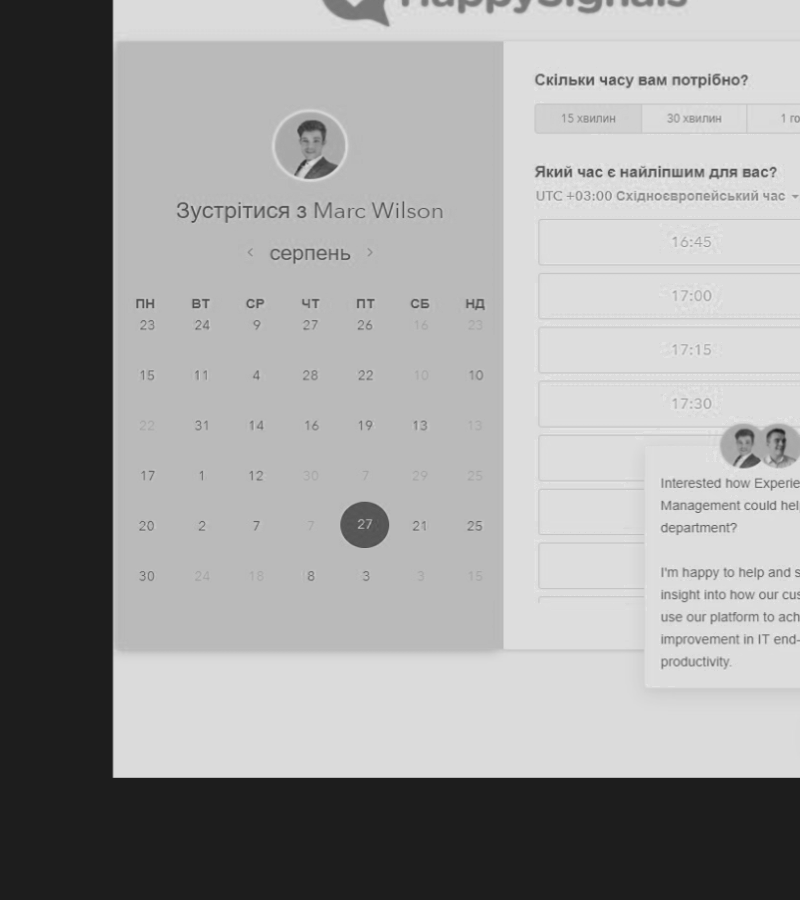 HappySignals
Зустрітися з Marc Wilson
серпень
ПН ВТ СР ЧТ ПТ СБ НД
23 24 9 27 26 16 23
15 11 4 28 22 10 10
22 31 14 16 19 13 13
17 1 12 30 7 29 25
20 2 7 7 27 21 25
30 24 18 8 3 3 15
Скільки часу вам потрібно?
15 хвилин 30 хвилин 1 го
Який час є найліпшим для вас?
UTC +03:00 Східноєвропейський час
16:45
17:00
17:15
17:30
Interested how Experie
Management could hel
department?
I'm happy to help and s
insight into how our cus
use our platform to ach
improvement in IT end-
productivity.